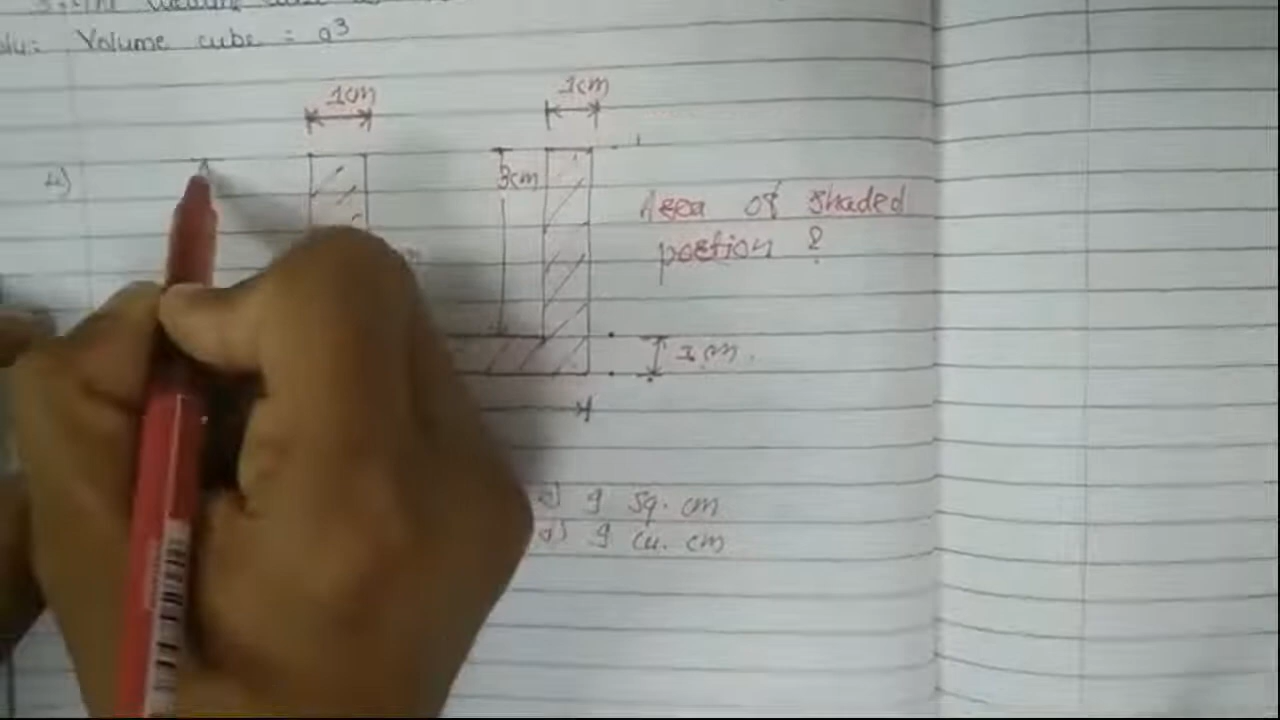 Volume cube = a³
1cm
1cm
4)
3cm
Area of shaded
portion ?
1cm.
c) 9 sq. cm
d) 9 cu. cm